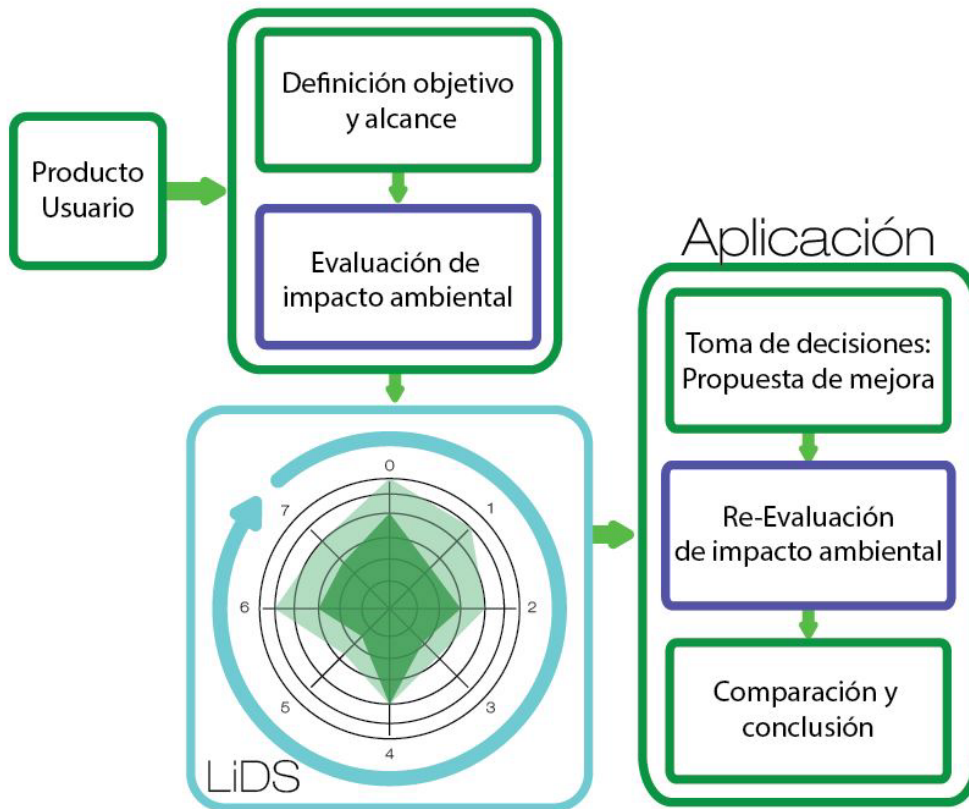 Producto
Usuario
Definición objetivo
y alcance
Evaluación de
impacto ambiental
0
1
2
3
4
5
6
7
LiDS
Aplicación
Toma de decisiones:
Propuesta de mejora
Re-Evaluación
de impacto ambiental
Comparación y
conclusión